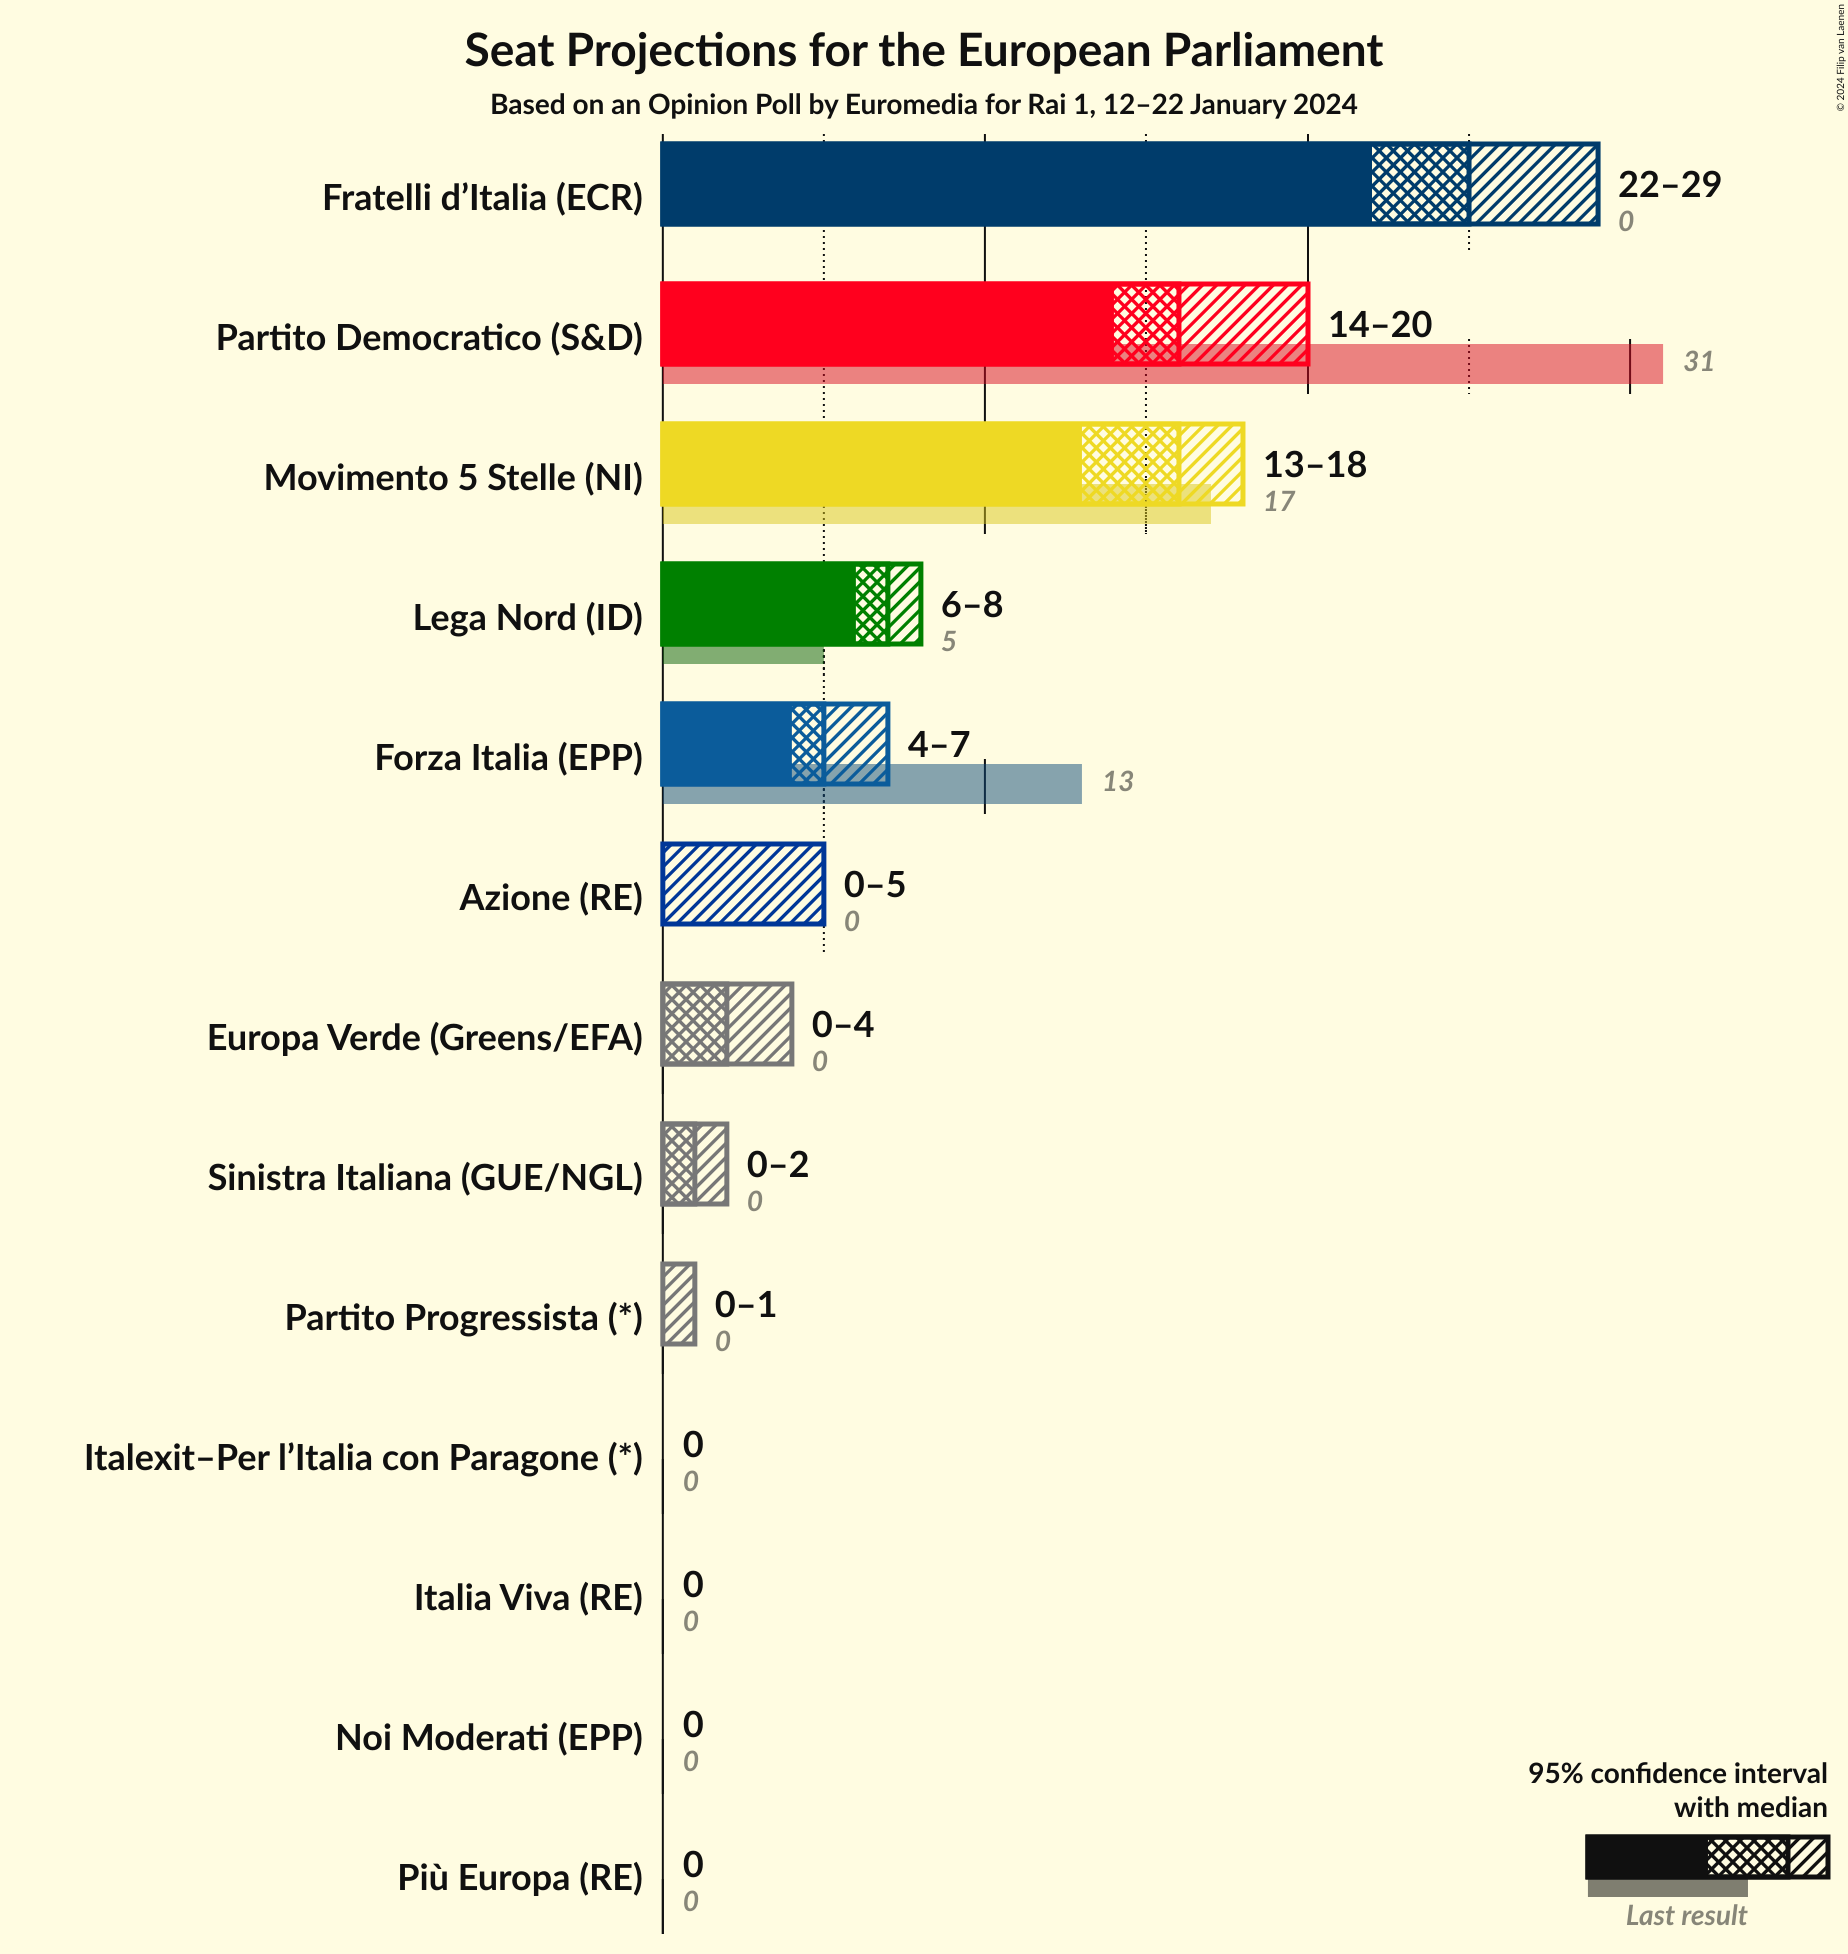 Seat Projections for the European Parliament
Based on an Opinion Poll by Euromedia for Rai 1, 12–22 January 2024
© 2024 Filip van Laenen
Fratelli d’Italia (ECR)
22–29
0
Partito Democratico (S&D)
14–20
31
Movimento 5 Stelle (NI)
13–18
17
Lega Nord (ID)
6–8
5
Forza Italia (EPP)
4–7
13
Azione (RE)
0–5
0
Europa Verde (Greens/EFA)
0–4
0
Sinistra Italiana (GUE/NGL)
0–2
0
Partito Progressista (*)
0–1
0
Italexit–Per l’Italia con Paragone (*)
0
0
Italia Viva (RE)
0
0
Noi Moderati (EPP)
0
0
Più Europa (RE)
0
0
95% confidence interval
with median
Last result